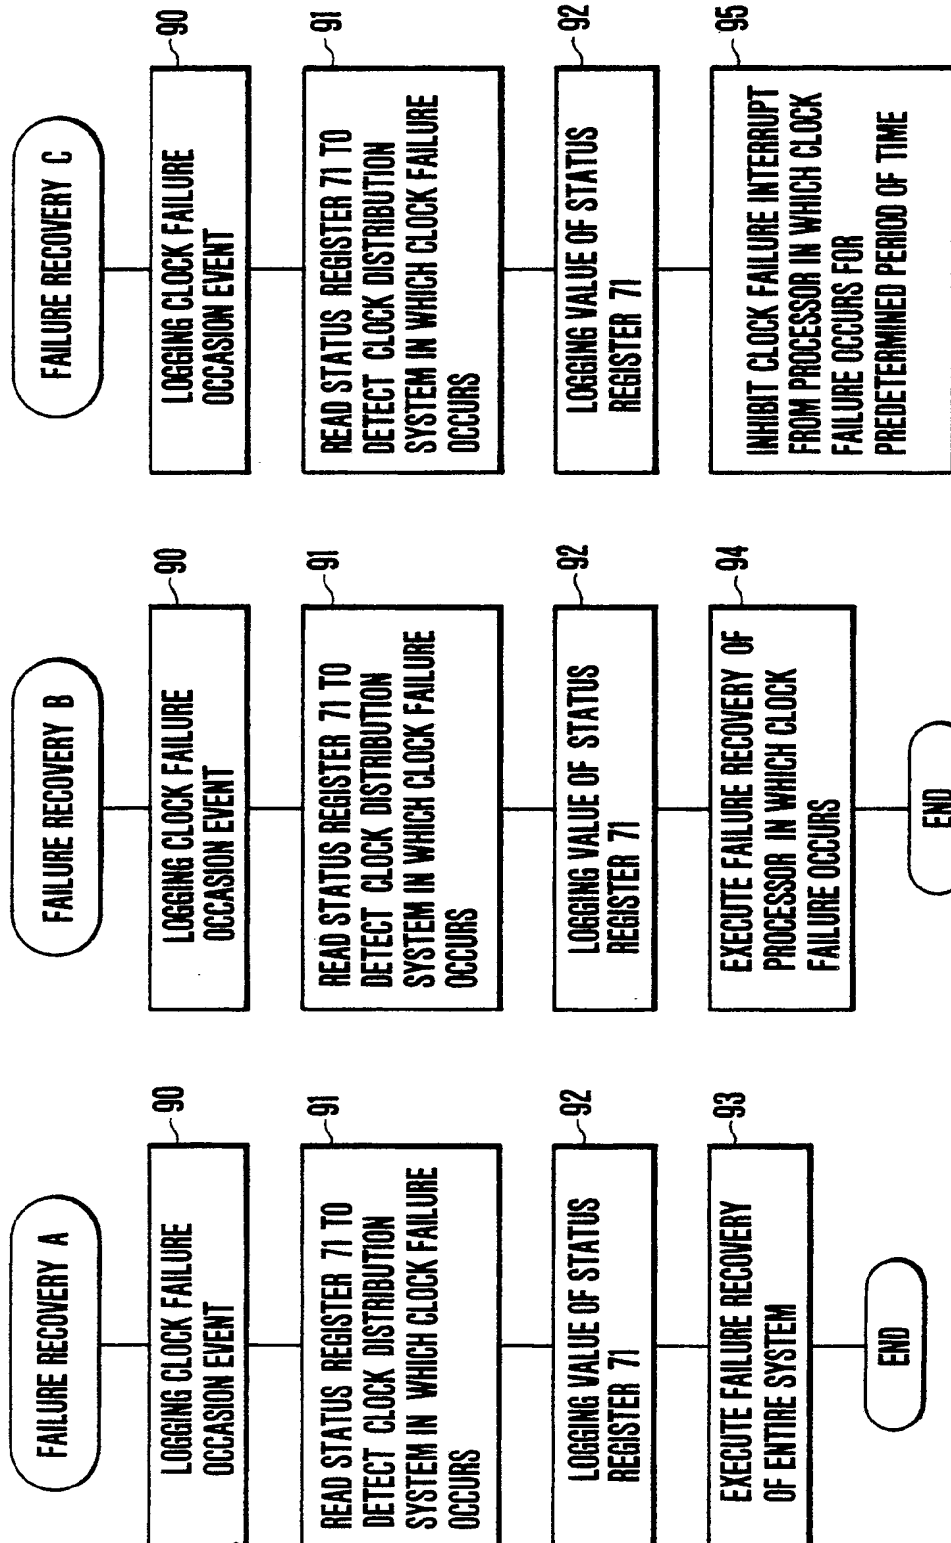 FAILURE RECOVERY A
90
LOGGING CLOCK FAILURE
OCCASION EVENT
91
READ STATUS REGISTER 71 TO
DETECT CLOCK DISTRIBUTION
SYSTEM IN WHICH CLOCK FAILURE
OCCURS
92
LOGGING VALUE OF STATUS
REGISTER 71
93
EXECUTE FAILURE RECOVERY
OF ENTIRE SYSTEM
END
FAILURE RECOVERY B
90
LOGGING CLOCK FAILURE
OCCASION EVENT
91
READ STATUS REGISTER 71 TO
DETECT CLOCK DISTRIBUTION
SYSTEM IN WHICH CLOCK FAILURE
OCCURS
92
LOGGING VALUE OF STATUS
REGISTER 71
94
EXECUTE FAILURE RECOVERY OF
PROCESSOR IN WHICH CLOCK
FAILURE OCCURS
END
FAILURE RECOVERY C
90
LOGGING CLOCK FAILURE
OCCASION EVENT
91
READ STATUS REGISTER 71 TO
DETECT CLOCK DISTRIBUTION
SYSTEM IN WHICH CLOCK FAILURE
OCCURS
92
LOGGING VALUE OF STATUS
REGISTER 71
95
INHIBIT CLOCK FAILURE INTERRUPT
FROM PROCESSOR IN WHICH CLOCK
FAILURE OCCURS FOR
PREDETERMINED PERIOD OF TIME